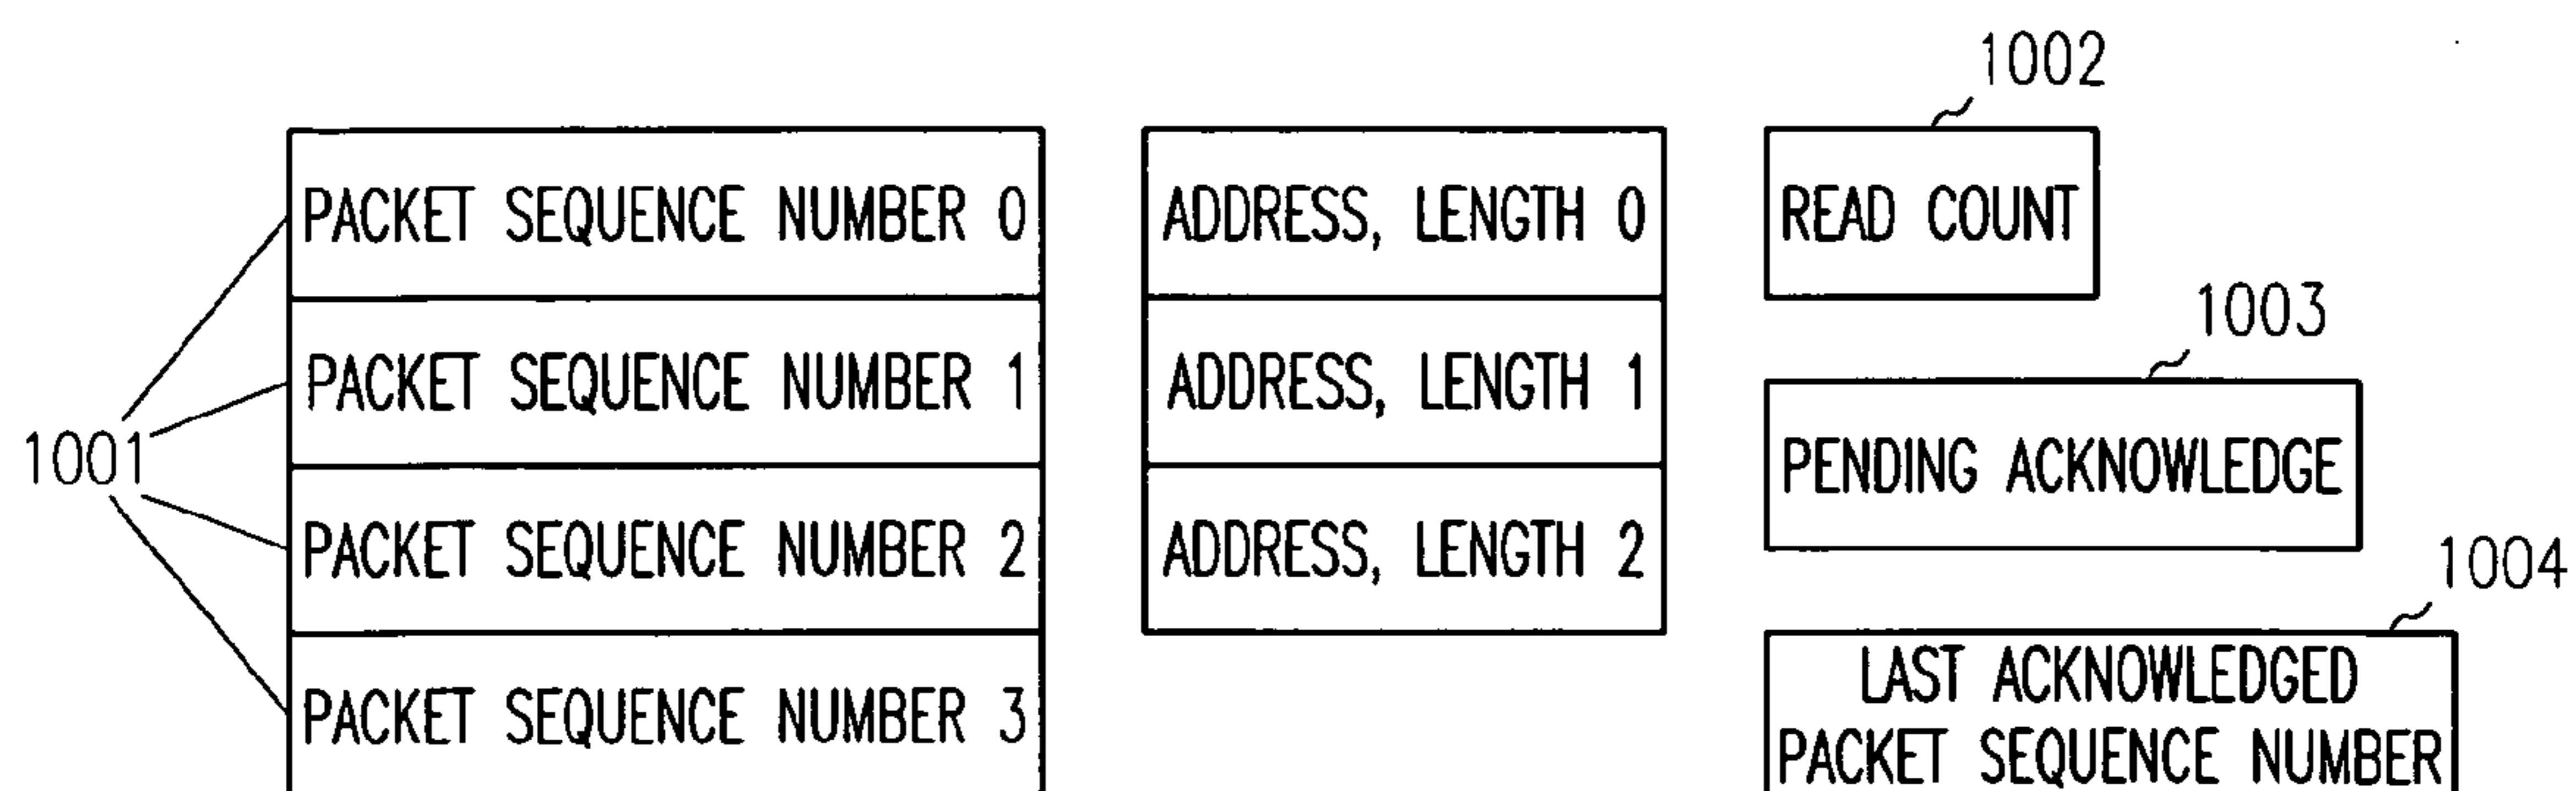 1002
PACKET SEQUENCE NUMBER 0
ADDRESS, LENGTH 0
READ COUNT
1003
PACKET SEQUENCE NUMBER 1
ADDRESS, LENGTH 1
1001
PENDING ACKNOWLEDGE
PACKET SEQUENCE NUMBER 2
ADDRESS, LENGTH 2
1004
PACKET SEQUENCE NUMBER 3
LAST ACKNOWLEDGED
PACKET SEQUENCE NUMBER